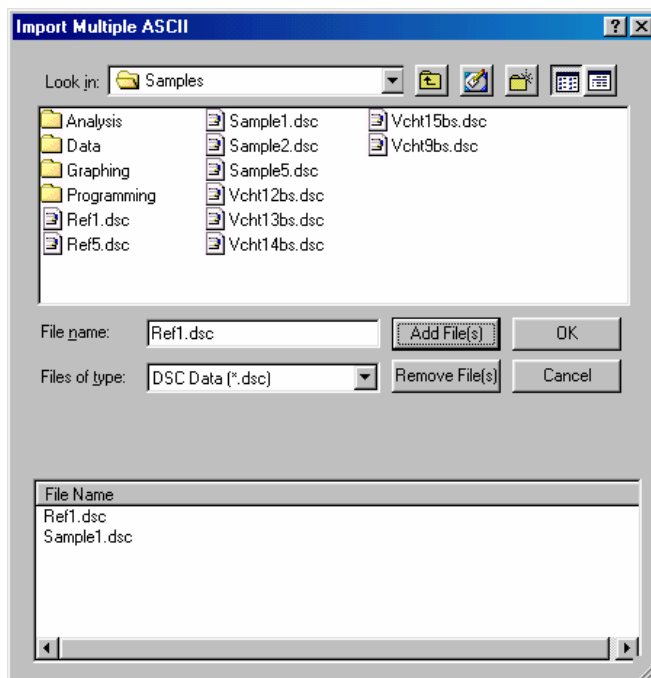 Import Multiple ASCII
Look in: Samples
Analysis Sample1.dsc Vcht15bs.dsc
Data Sample2.dsc Vcht9bs.dsc
Graphing Sample5.dsc
Programming Vcht12bs.dsc
Ref1.dsc Vcht13bs.dsc
Ref5.dsc Vcht14bs.dsc
File name: Ref1.dsc Add File(s) OK
Files of type: DSC Data (*.dsc) Remove File(s) Cancel
File Name
Ref1.dsc
Sample1.dsc